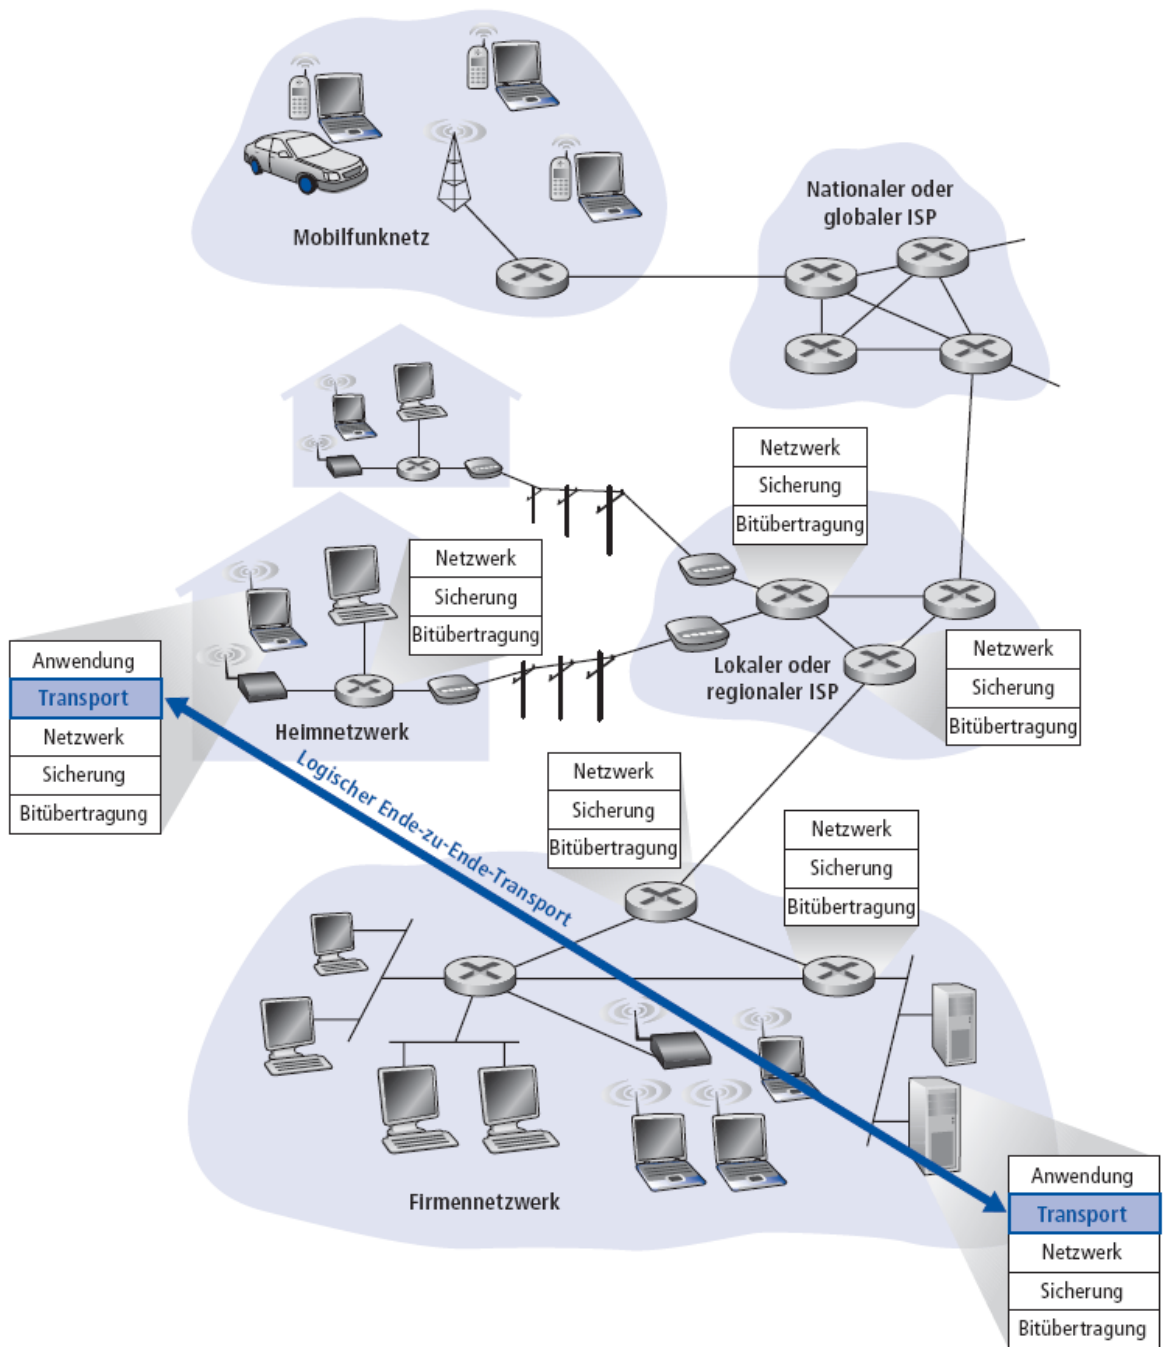 Mobilfunknetz
Nationaler oder
globaler ISP
Netzwerk
Sicherung
Bitübertragung
Netzwerk
Sicherung
Bitübertragung
Lokaler oder
regionaler ISP
Netzwerk
Sicherung
Bitübertragung
Anwendung
Transport
Netzwerk
Sicherung
Bitübertragung
Heimnetzwerk
Logischer Ende-zu-Ende-Transport
Netzwerk
Sicherung
Bitübertragung
Netzwerk
Sicherung
Bitübertragung
Firmennetzwerk
Anwendung
Transport
Netzwerk
Sicherung
Bitübertragung